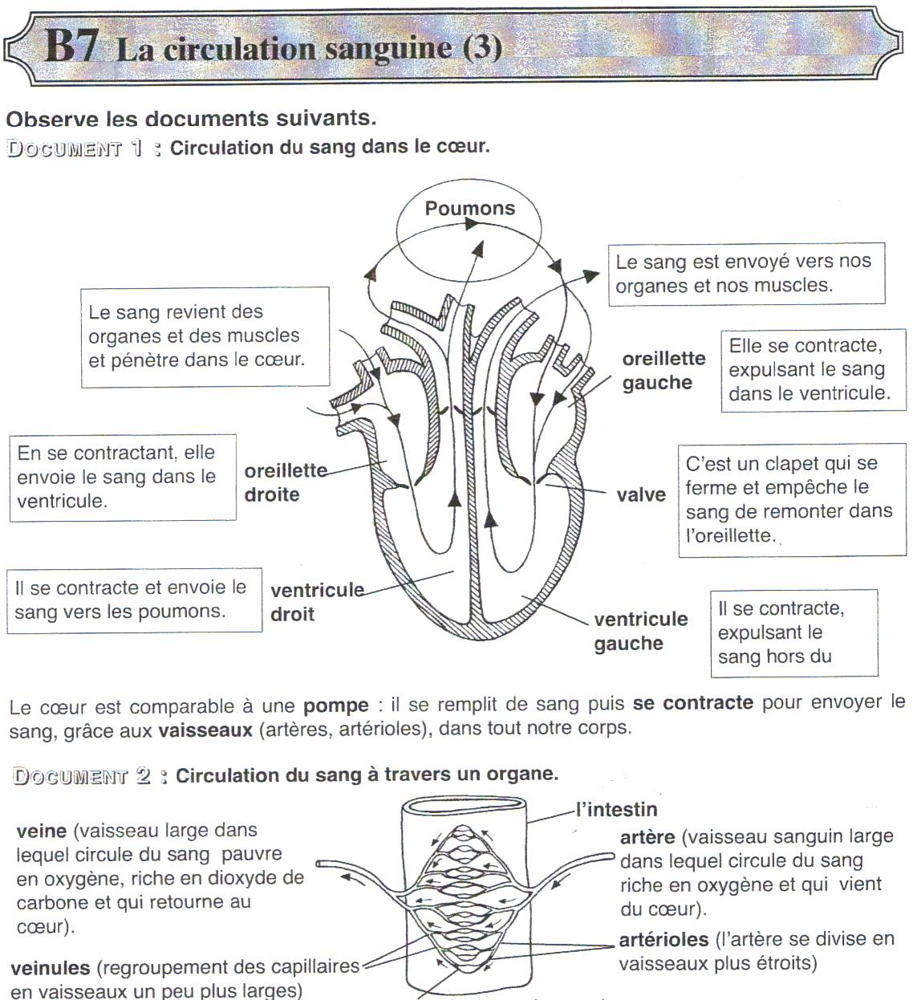 B7 La circulation sanguine (3)
Observe les documents suivants.
DOCUMENT 1 : Circulation du sang dans le cœur.
Poumons
Le sang est envoyé vers nos
organes et nos muscles.
Le sang revient des
organes et des muscles
et pénètre dans le cœur.
oreillette
gauche
Elle se contracte,
expulsant le sang
dans le ventricule.
En se contractant, elle
envoie le sang dans le
ventricule.
oreillette
droite
valve
C'est un clapet qui se
ferme et empêche le
sang de remonter dans
l'oreillette.
Il se contracte et envoie le
sang vers les poumons.
ventricule
droit
ventricule
gauche
Il se contracte,
expulsant le
sang hors du
Le cœur est comparable à une pompe : il se remplit de sang puis se contracte pour envoyer le
sang, grâce aux vaisseaux (artères, artérioles), dans tout notre corps.
DOCUMENT 2 : Circulation du sang à travers un organe.
l'intestin
veine (vaisseau large dans
lequel circule du sang pauvre
en oxygène, riche en dioxyde de
carbone et qui retourne au
cœur).
artère (vaisseau sanguin large
dans lequel circule du sang
riche en oxygène et qui vient
du cœur).
artérioles (l'artère se divise en
vaisseaux plus étroits)
veinules (regroupement des capillaires
en vaisseaux un peu plus larges)